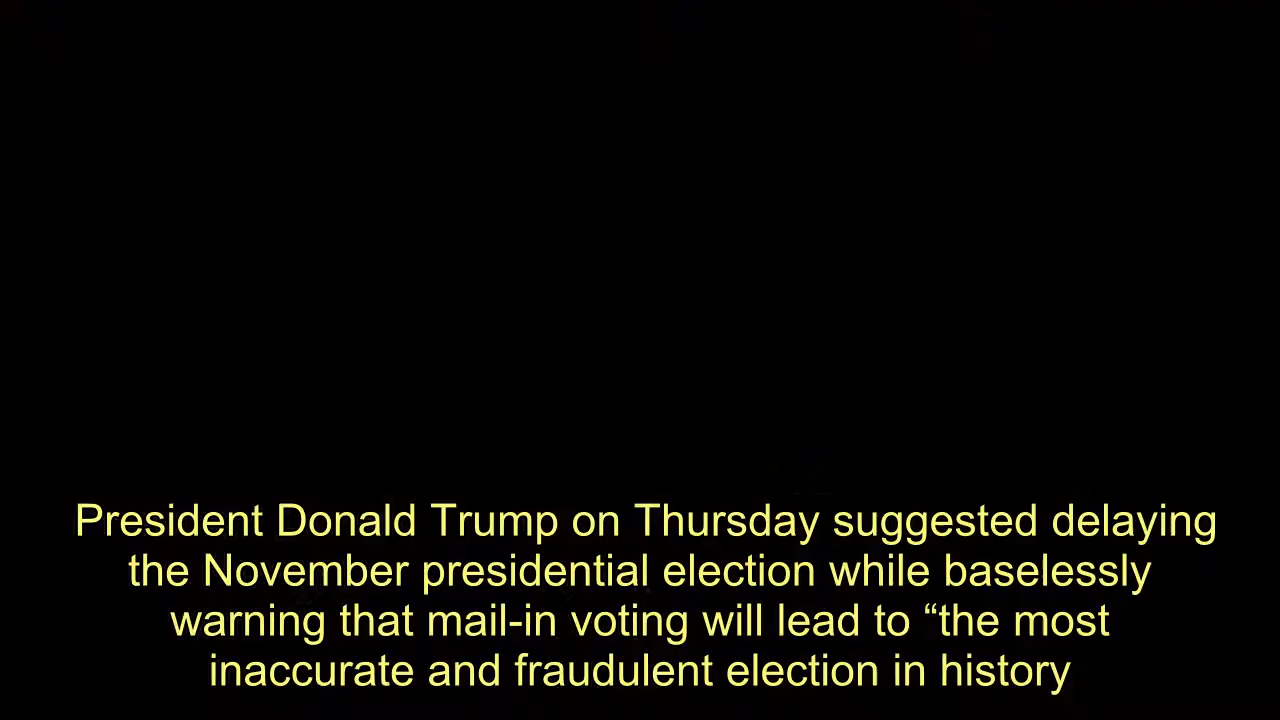 President Donald Trump on Thursday suggested delaying
the November presidential election while baselessly
warning that mail-in voting will lead to “the most
inaccurate and fraudulent election in history